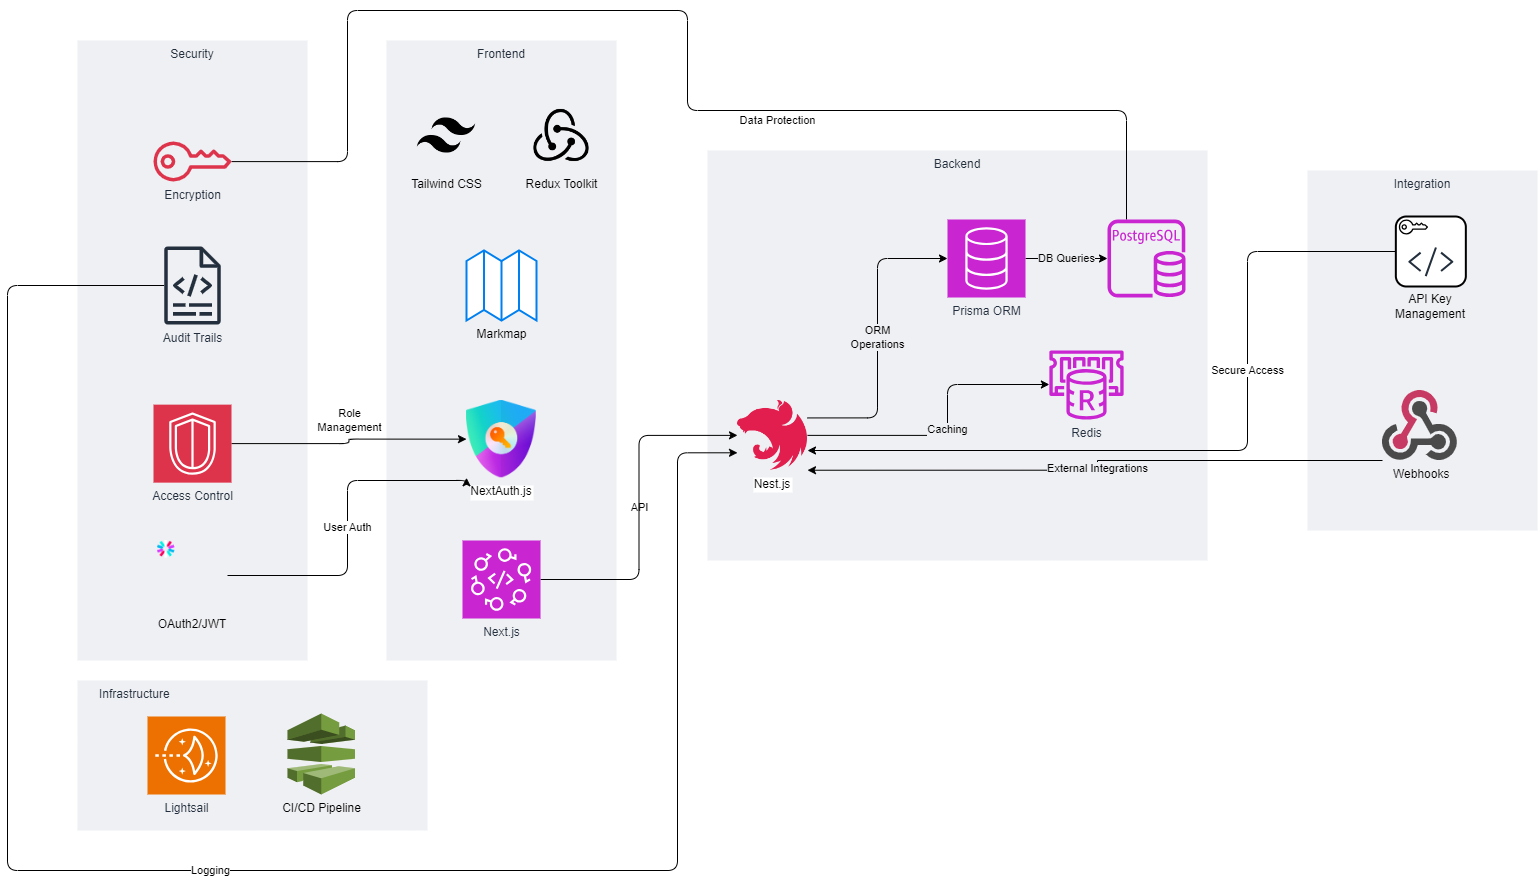 Security
Frontend
Data Protection
Backend
Integration
Encryption
Tailwind CSS
Redux Toolkit
PostgreSQL
DB Queries
Prisma ORM
API Key
Management
Audit Trails
Markmap
ORM
Operations
Secure Access
R
Redis
Caching
Role
Management
Access Control
NextAuth.js
Nest.js
External Integrations
Webhooks
User Auth
API
OAuth2/JWT
Next.js
Infrastructure
Lightsail
CI/CD Pipeline
Logging